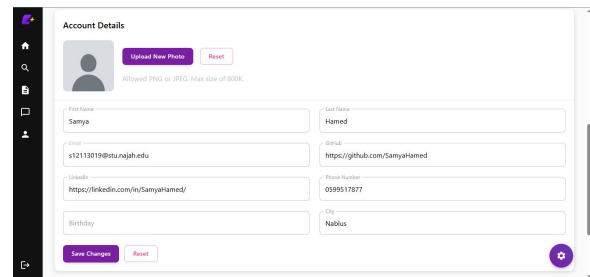 Account Details
Upload New Photo
Reset
Allowed PNG or JPEG. Max size of 800K.
First Name
Samya
Last Name
Hamed
Email
s12113019@stu.najah.edu
GitHub
https://github.com/SamyaHamed
LinkedIn
https://linkedin.com/in/SamyaHamed/
Phone Number
0599517877
Birthday
City
Nablus
Save Changes
Reset